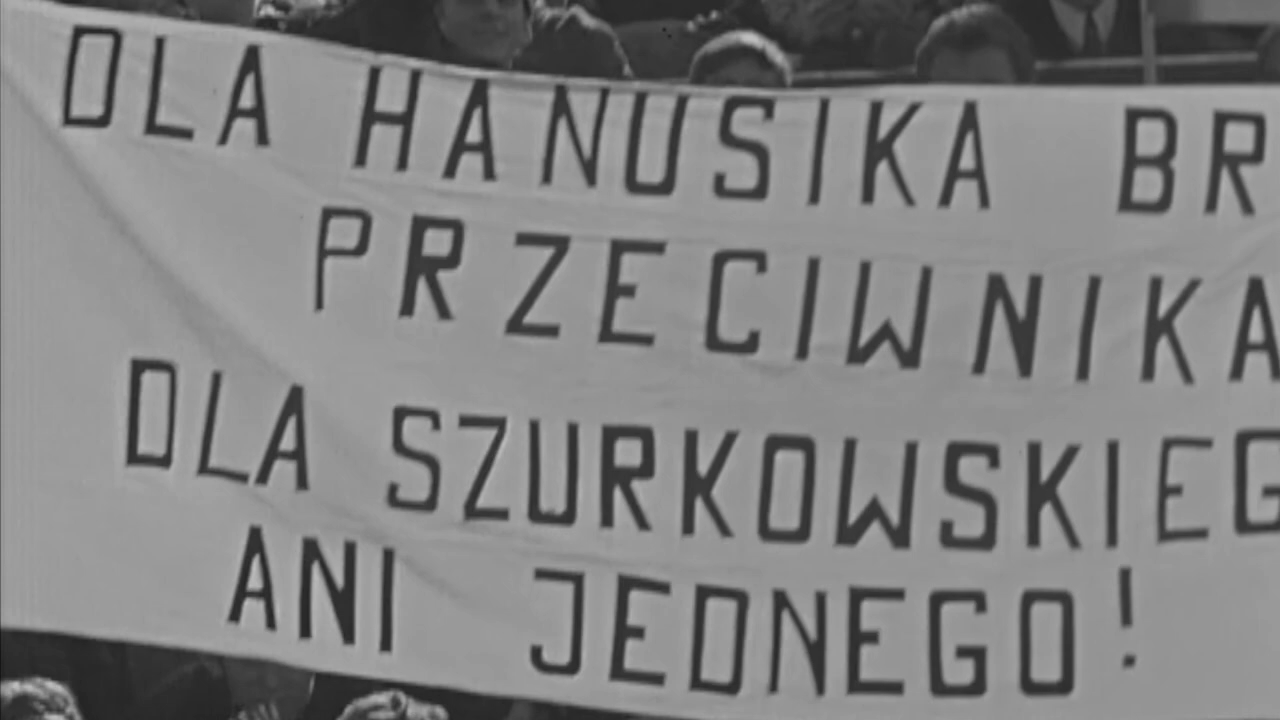 DLA HANUSIKA BR
PRZECIWNIKA
DLA SZURKOWSKIEG
ANI JEDNEGO!